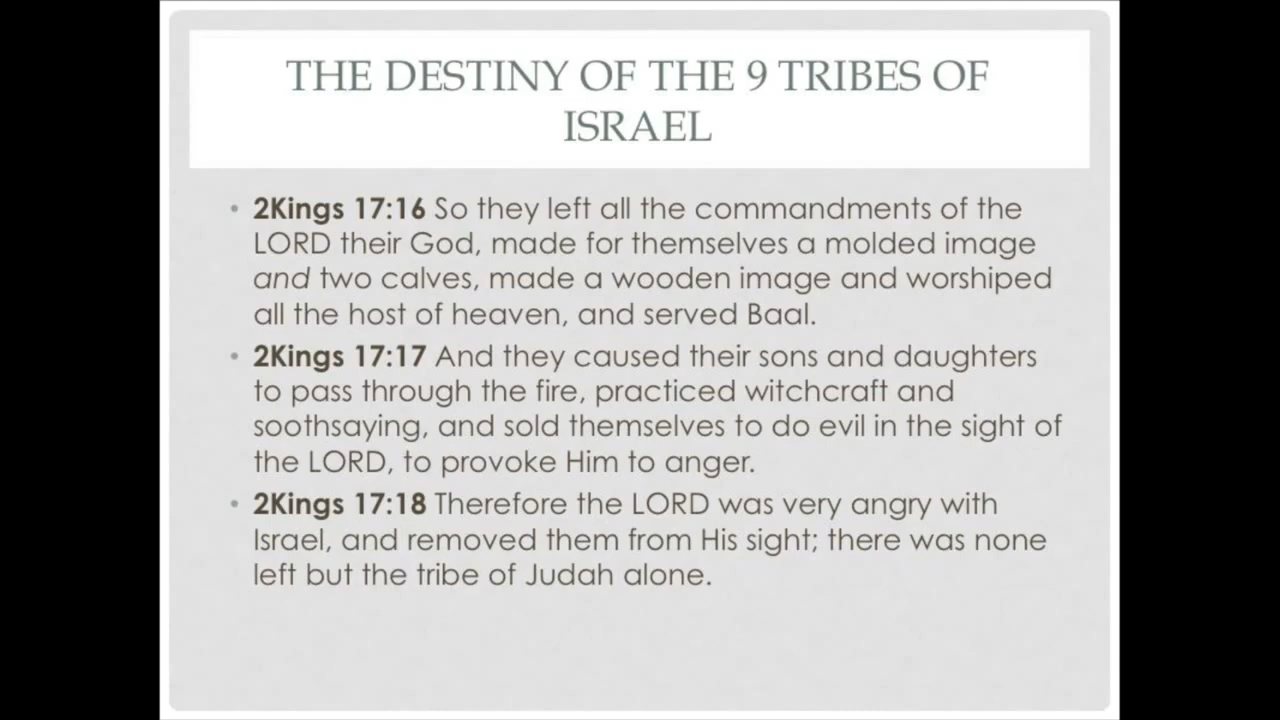 THE DESTINY OF THE 9 TRIBES OF
ISRAEL
• 2Kings 17:16 So they left all the commandments of the
LORD their God, made for themselves a molded image
and two calves, made a wooden image and worshiped
all the host of heaven, and served Baal.
• 2Kings 17:17 And they caused their sons and daughters
to pass through the fire, practiced witchcraft and
soothsaying, and sold themselves to do evil in the sight of
the LORD, to provoke Him to anger.
• 2Kings 17:18 Therefore the LORD was very angry with
Israel, and removed them from His sight; there was none
left but the tribe of Judah alone.